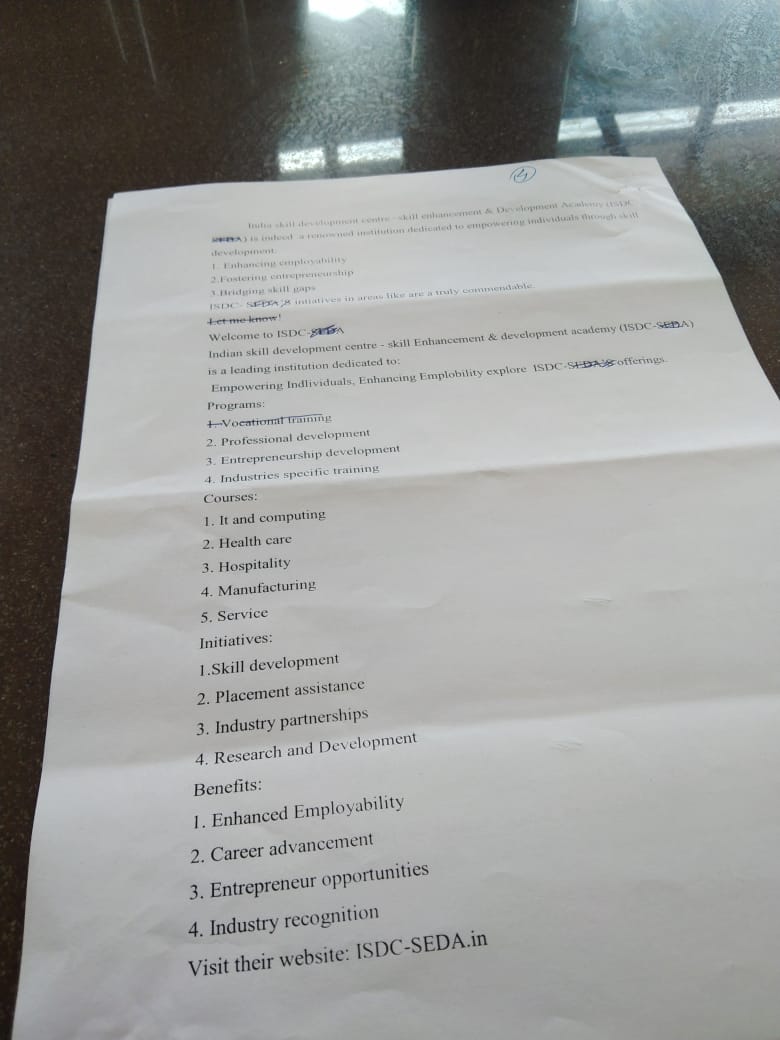 4
India skill development centre - skill enhancement & Development Academy (ISDC
SEDA) is indeed a renowned institution dedicated to empowering individuals through skill
development.
1. Enhancing employability
2.Fostering entrepreneurship
3.Bridging skill gaps
ISDC- SEDA,s intiatives in areas like are a truly commendable.
Let me know!
Welcome to ISDC-SEDA
Indian skill development centre - skill Enhancement & development academy (ISDC-SEDA)
is a leading institution dedicated to:
Empowering Indlividuals, Enhancing Emplobility explore ISDC-SEDA's offerings.
Programs:
1. Vocational training
2. Professional development
3. Entrepreneurship development
4. Industries specific training
Courses:
1. It and computing
2. Health care
3. Hospitality
4. Manufacturing
5. Service
Initiatives:
1.Skill development
2. Placement assistance
3. Industry partnerships
4. Research and Development
Benefits:
1. Enhanced Employability
2. Career advancement
3. Entrepreneur opportunities
4. Industry recognition
Visit their website: ISDC-SEDA.in